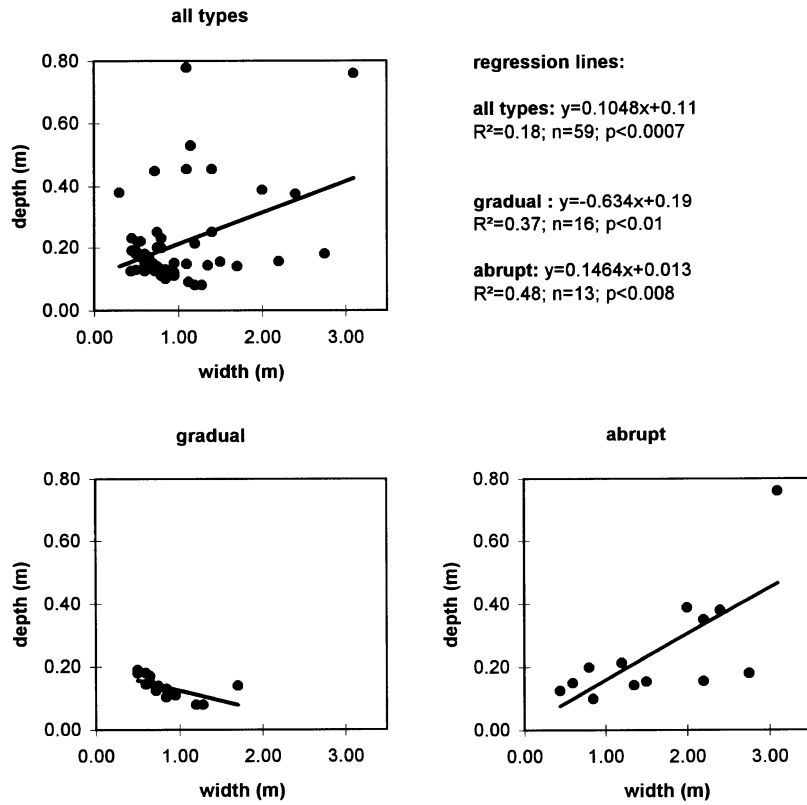 all types
0.80
0.60
0.40
0.20
0.00
depth (m)
0.00 1.00 2.00 3.00
width (m)
regression lines:
all types: y=0.1048x+0.11
R²=0.18; n=59; p<0.0007
gradual : y=-0.634x+0.19
R²=0.37; n=16; p<0.01
abrupt: y=0.1464x+0.013
R²=0.48; n=13; p<0.008
gradual
0.80
0.60
0.40
0.20
0.00
depth (m)
0.00 1.00 2.00 3.00
width (m)
abrupt
0.80
0.60
0.40
0.20
0.00
depth (m)
0.00 1.00 2.00 3.00
width (m)